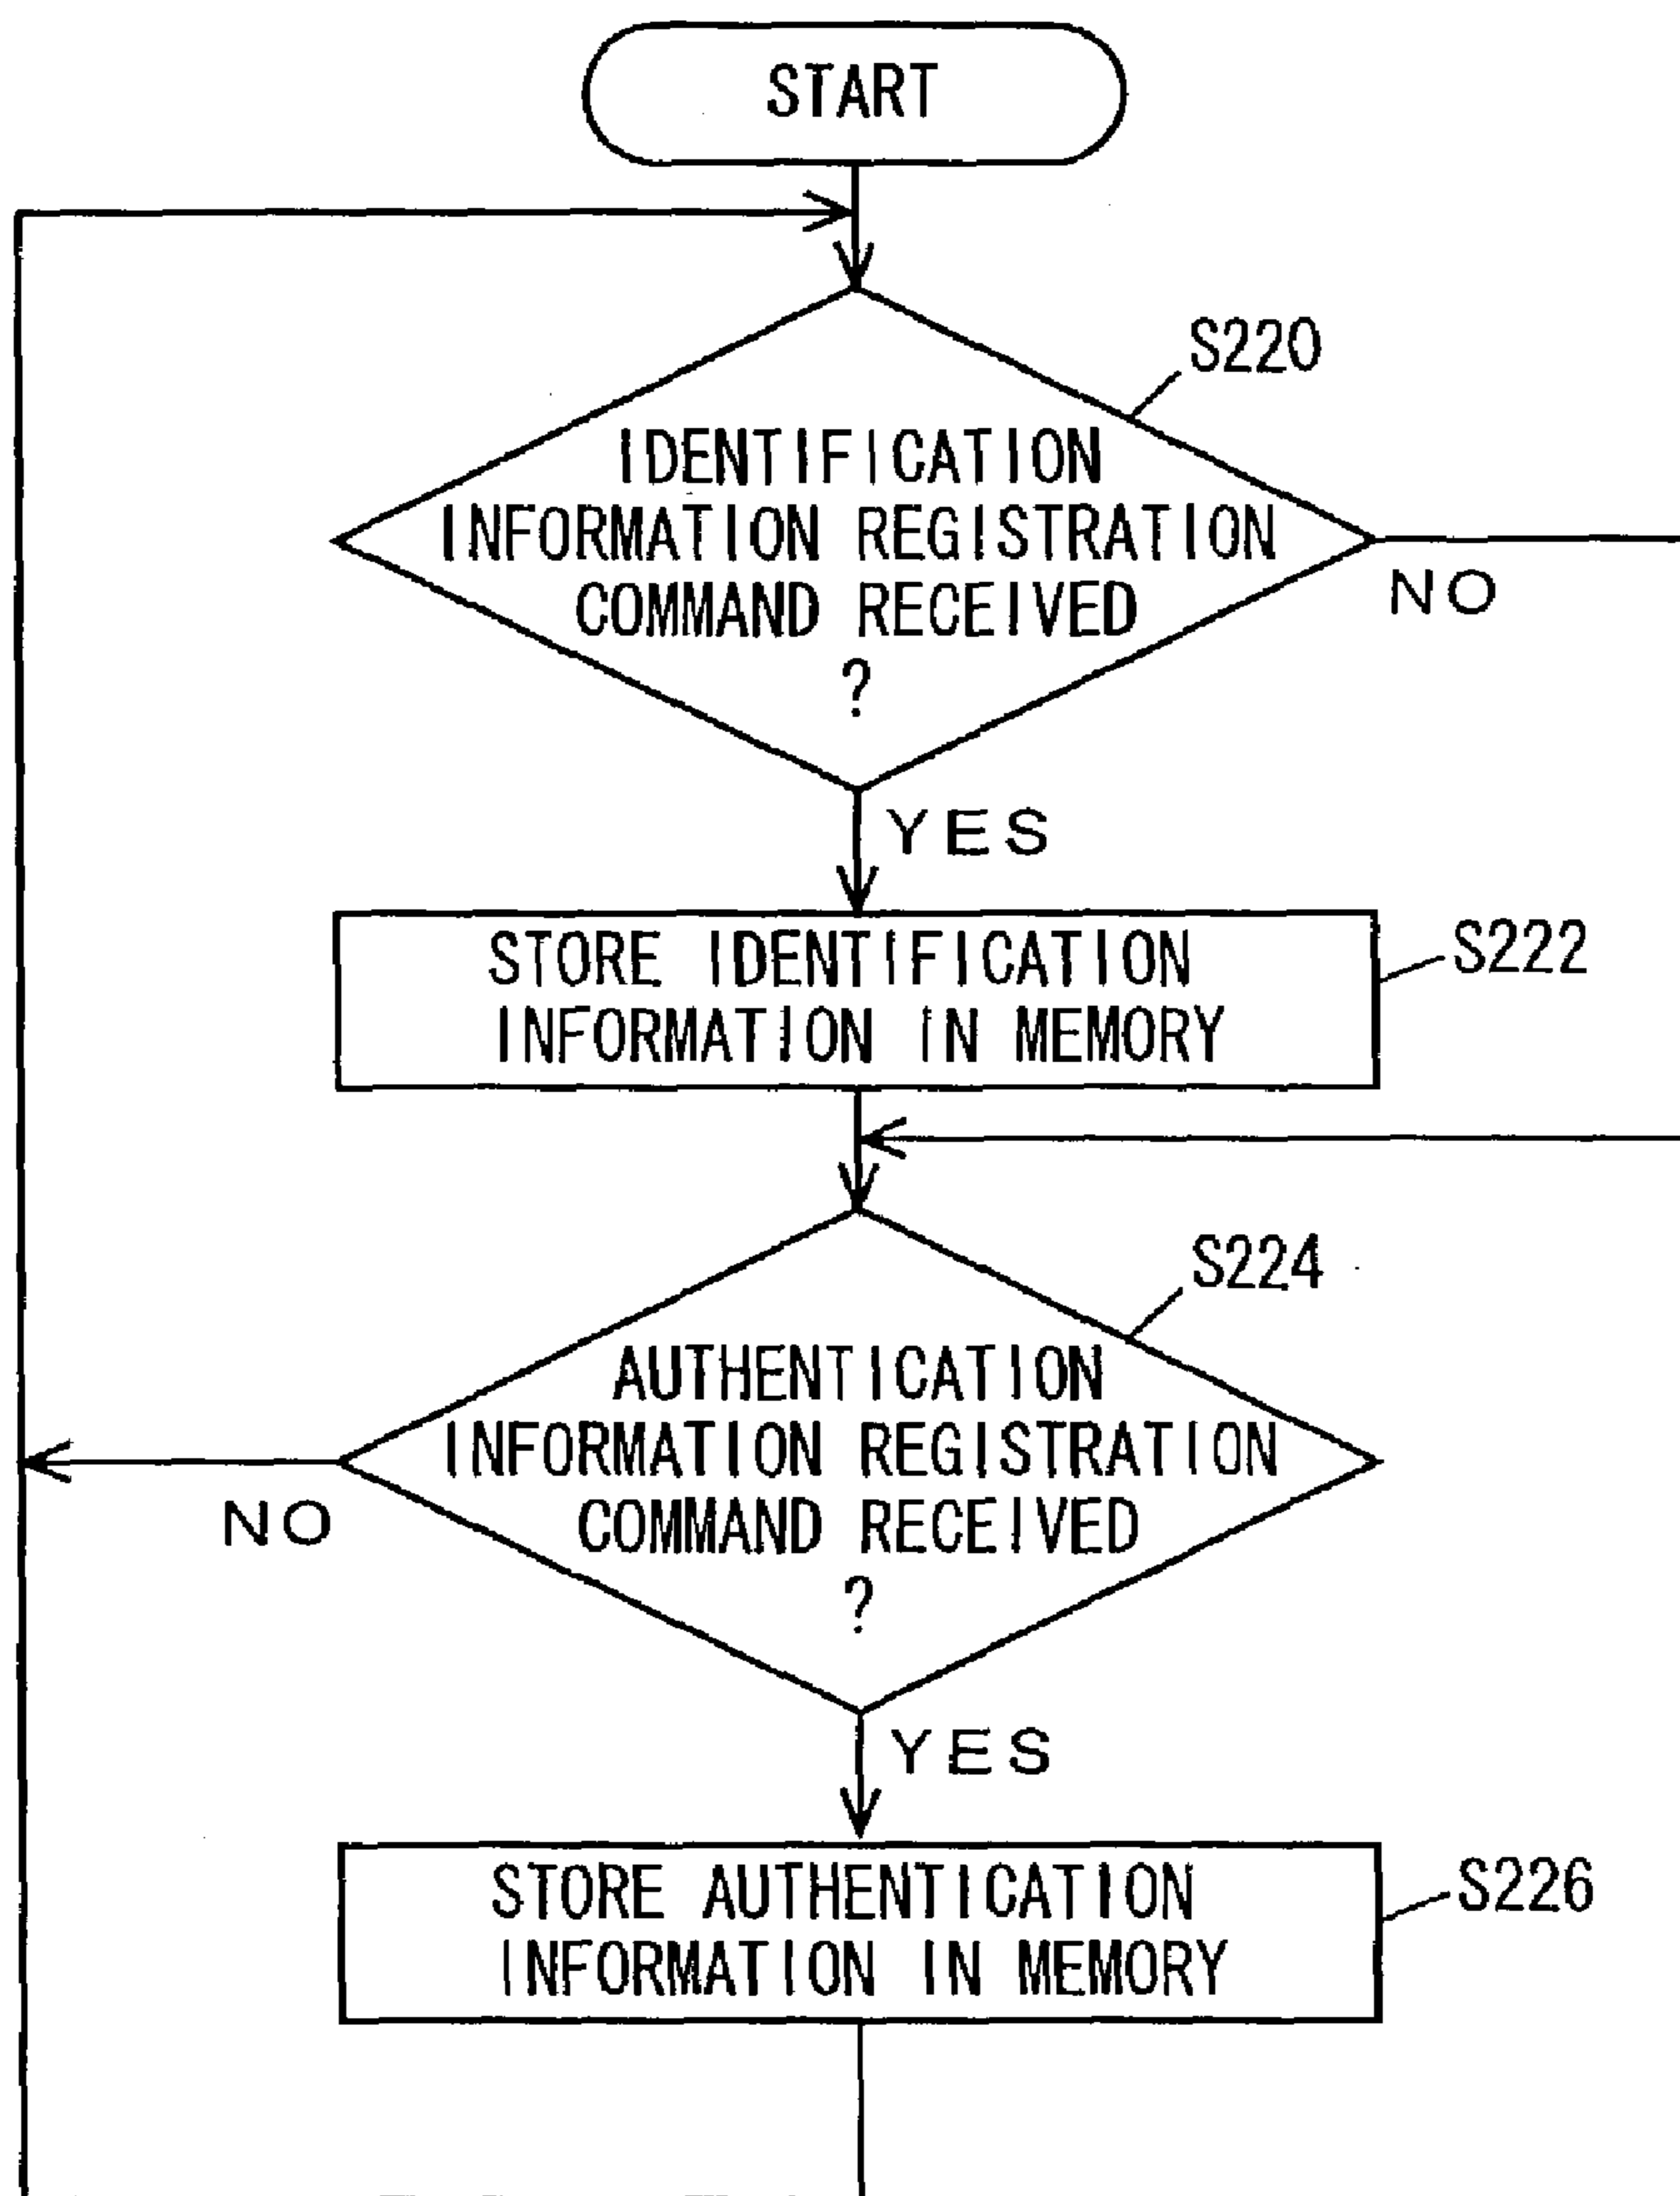 START
S220
IDENTIFICATION
INFORMATION REGISTRATION
COMMAND RECEIVED
?
NO
YES
STORE IDENTIFICATION
INFORMATION IN MEMORY
S222
S224
AUTHENTICATION
INFORMATION REGISTRATION
COMMAND RECEIVED
?
NO
YES
STORE AUTHENTICATION
INFORMATION IN MEMORY
S226